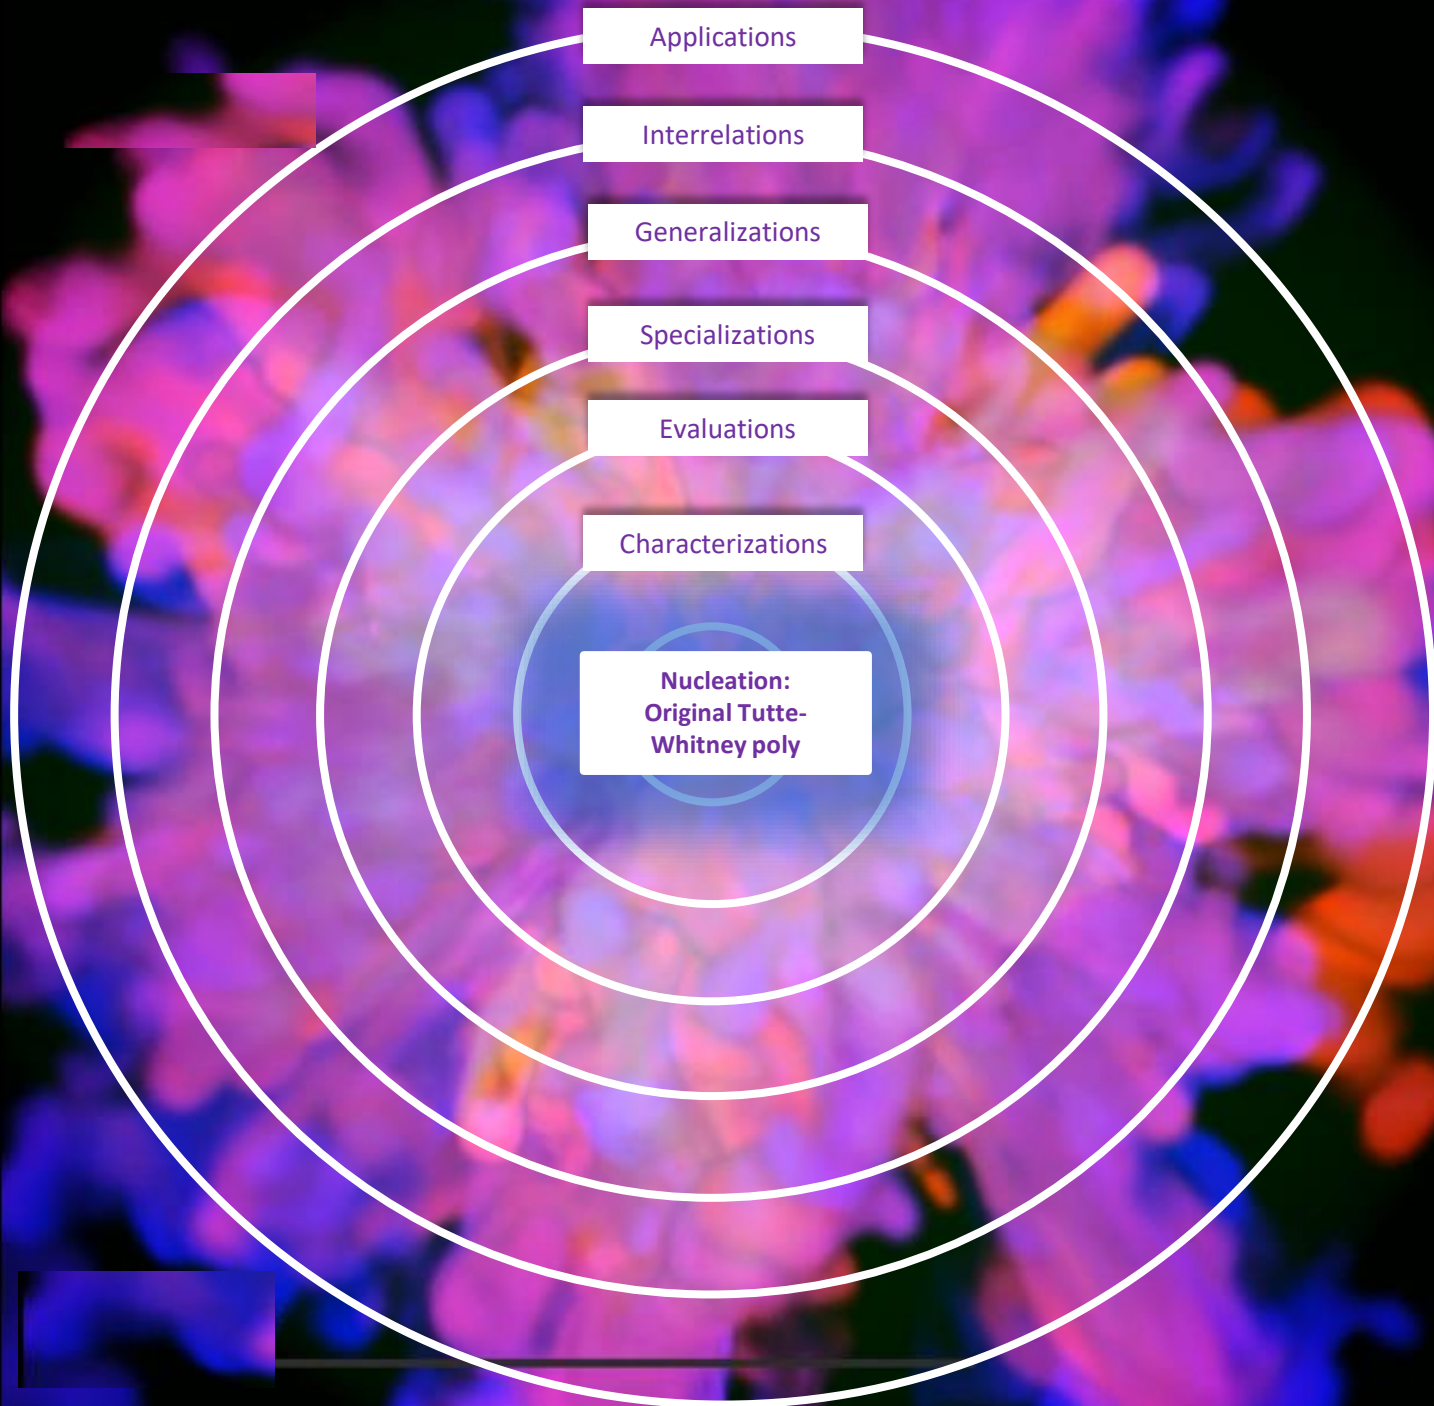 Applications
Interrelations
Generalizations
Specializations
Evaluations
Characterizations
Nucleation:
Original Tutte-
Whitney poly